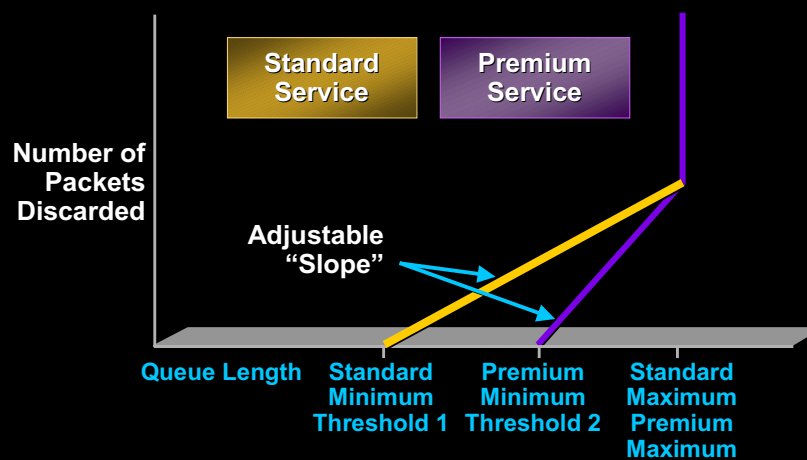 Standard
Service
Premium
Service
Number of
Packets
Discarded
Adjustable
“Slope”
Queue Length
Standard
Minimum
Threshold 1
Premium
Minimum
Threshold 2
Standard
Maximum
Premium
Maximum